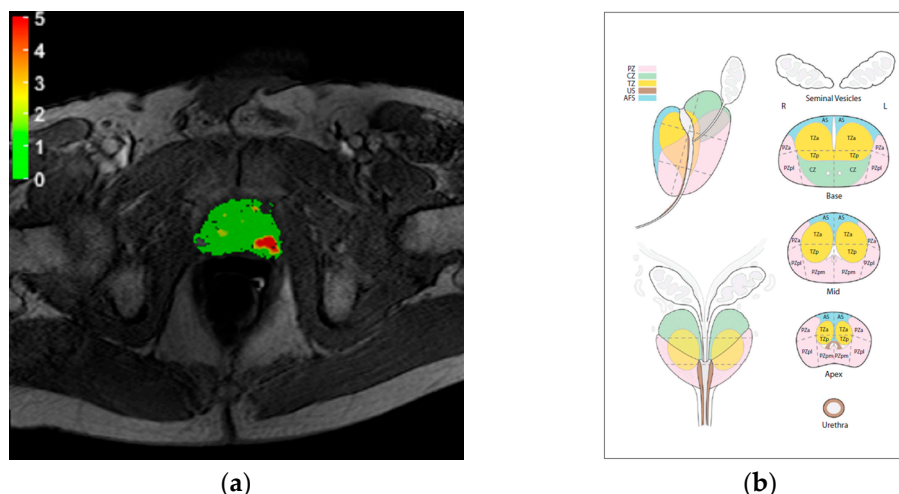 5
4
3
2
1
0
(a)
PZ
CZ
TZ
US
AFS
Seminal Vesicles
R L
AS AS
TZa TZa
PZa PZa
TZp TZp
PZpl PZpl
CZ CZ
Base
AS AS
TZa TZa
PZa PZa
TZp TZp
PZpl PZpl
PZpm PZpm
Mid
AS AS
PZa TZa TZa PZa
TZp TZp
PZpl PZpl
PZpm PZpm
Apex
Urethra
(b)